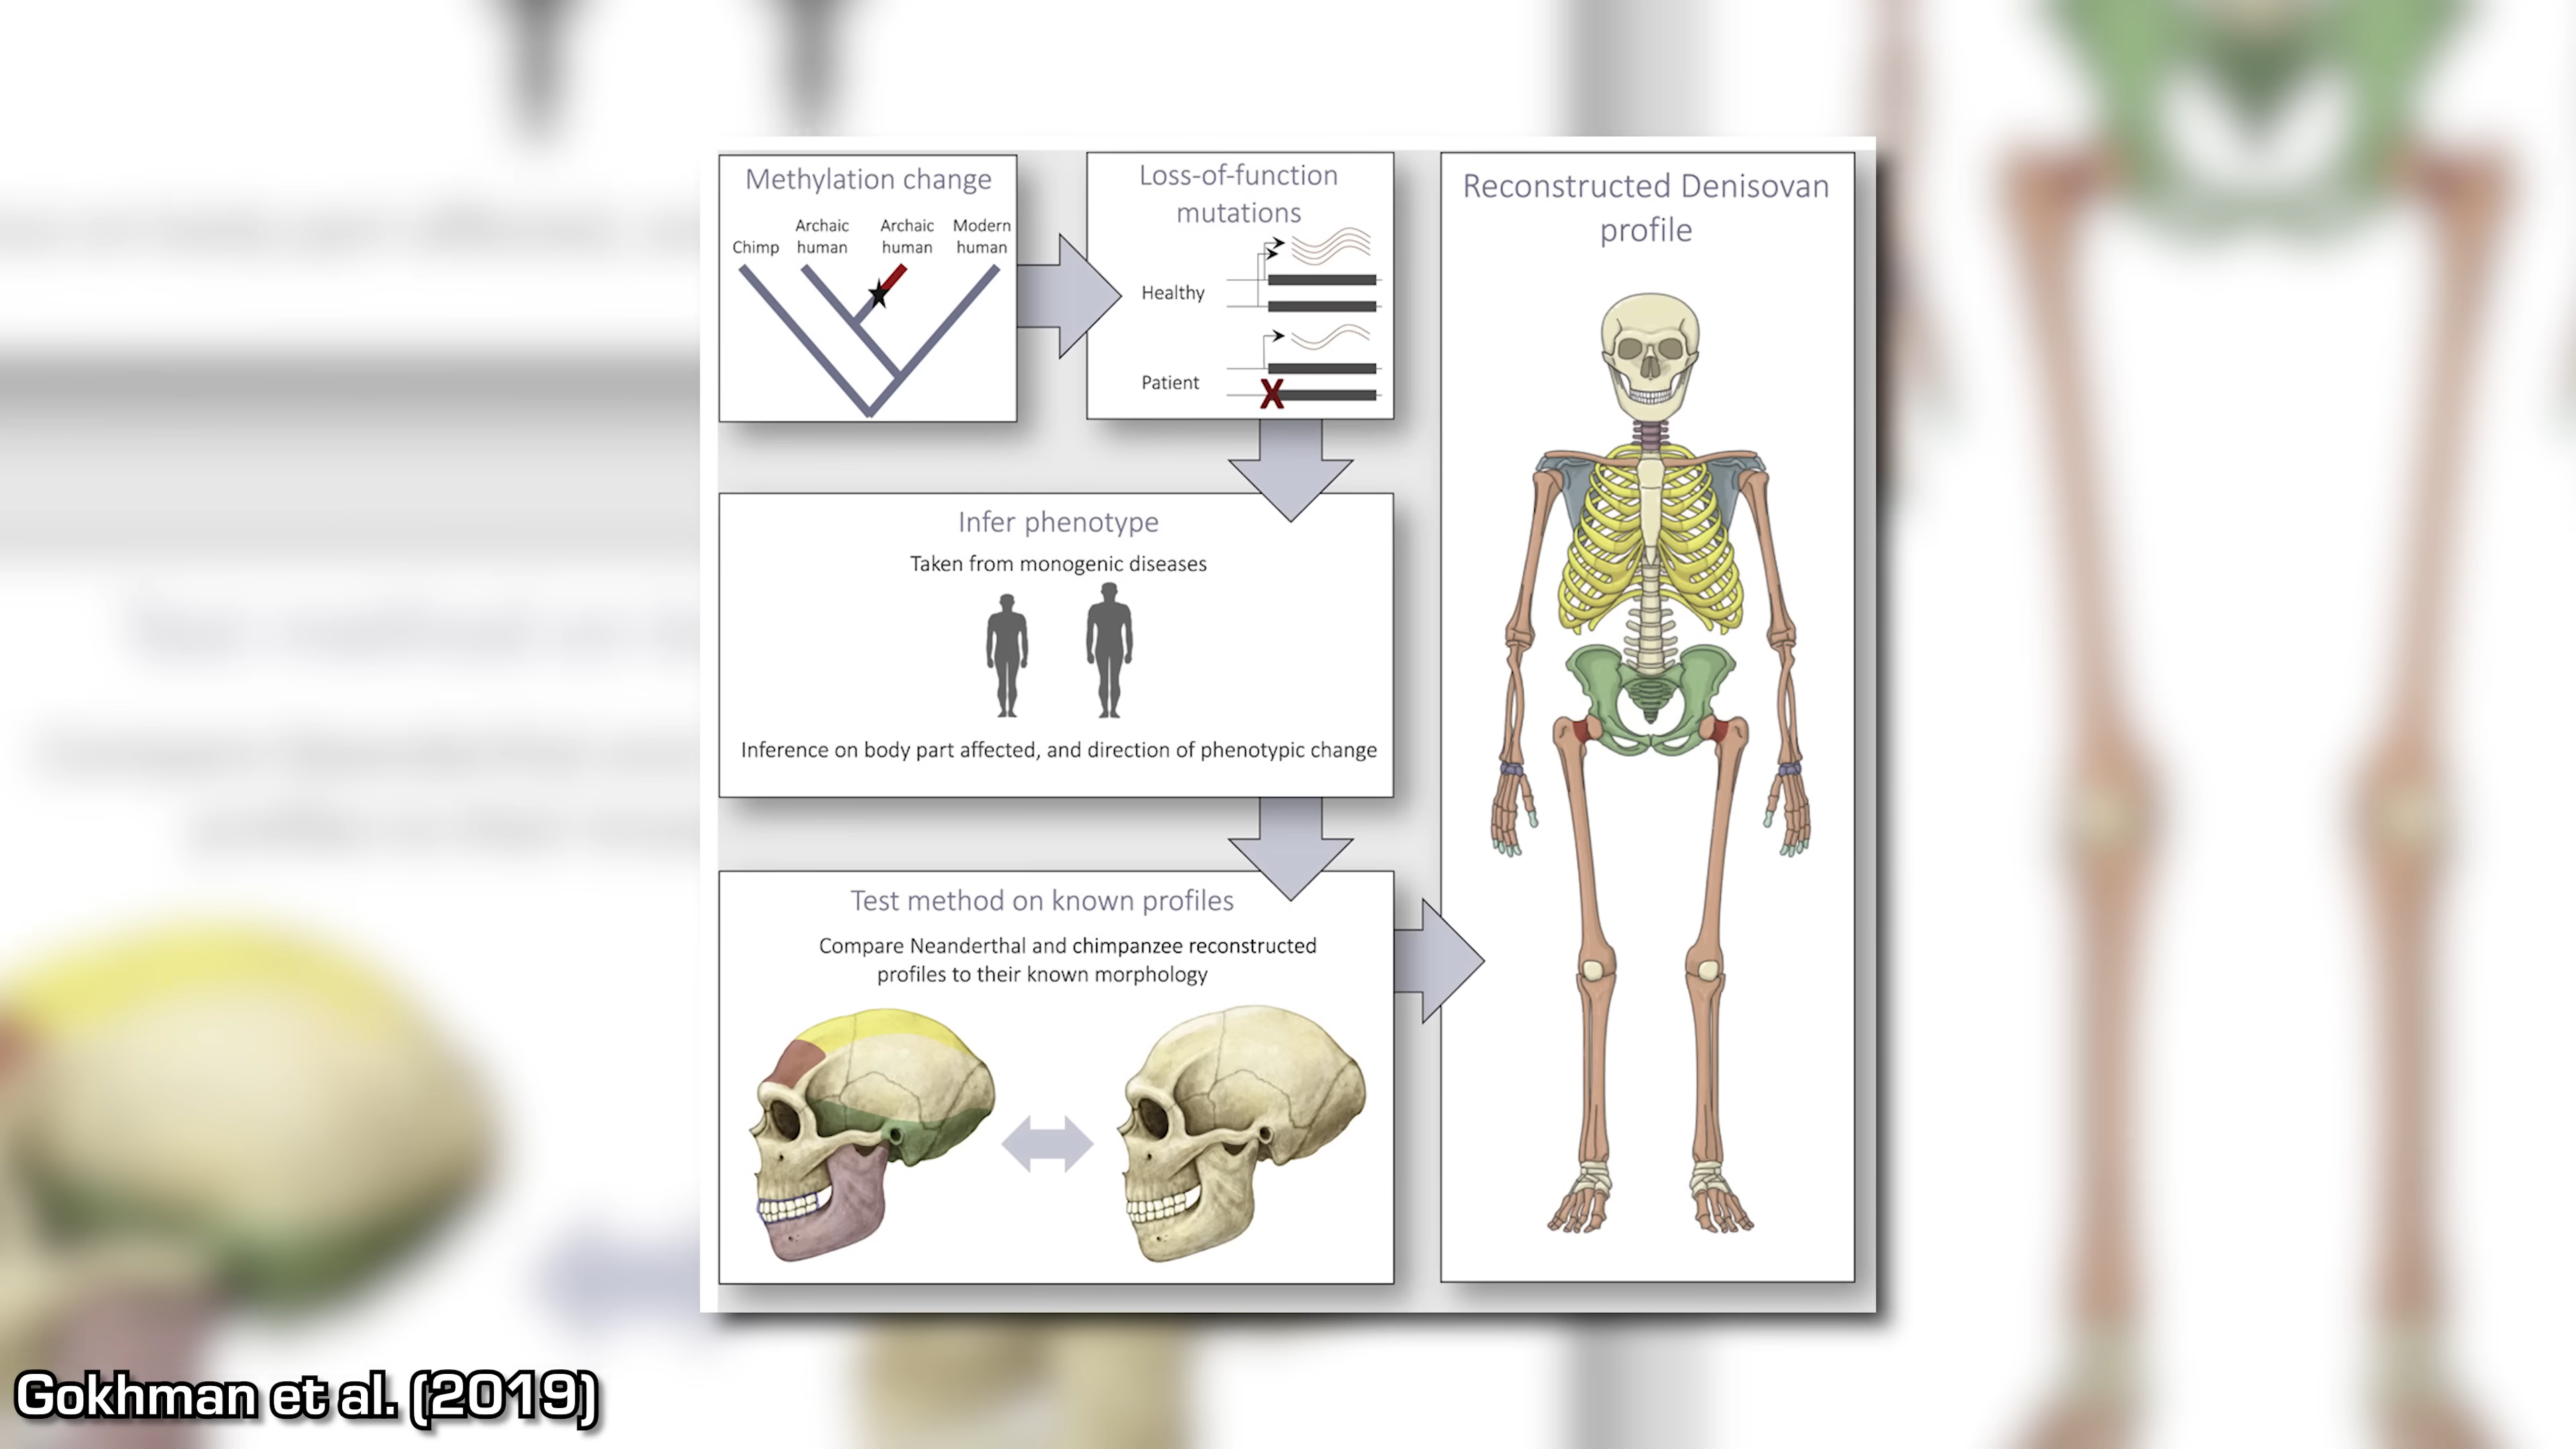 Methylation change
Chimp
Archaic
human
Archaic
human
Modern
human
Loss-of-function
mutations
Healthy
Patient
X
Infer phenotype
Taken from monogenic diseases
Inference on body part affected, and direction of phenotypic change
Test method on known profiles
Compare Neanderthal and chimpanzee reconstructed
profiles to their known morphology
Reconstructed Denisovan
profile
Gokhman et al. (2019)